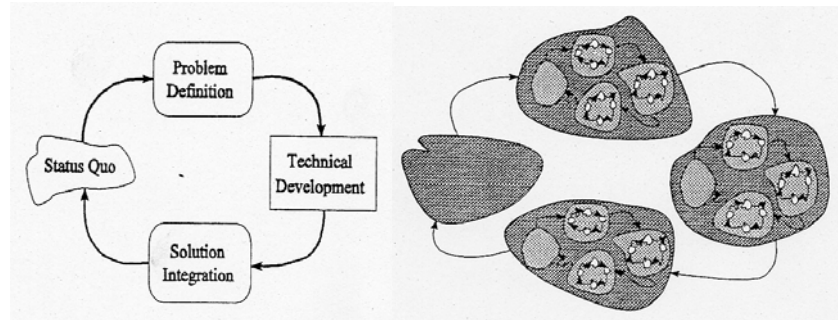 Problem
Definition
Status Quo
Technical
Development
Solution
Integration